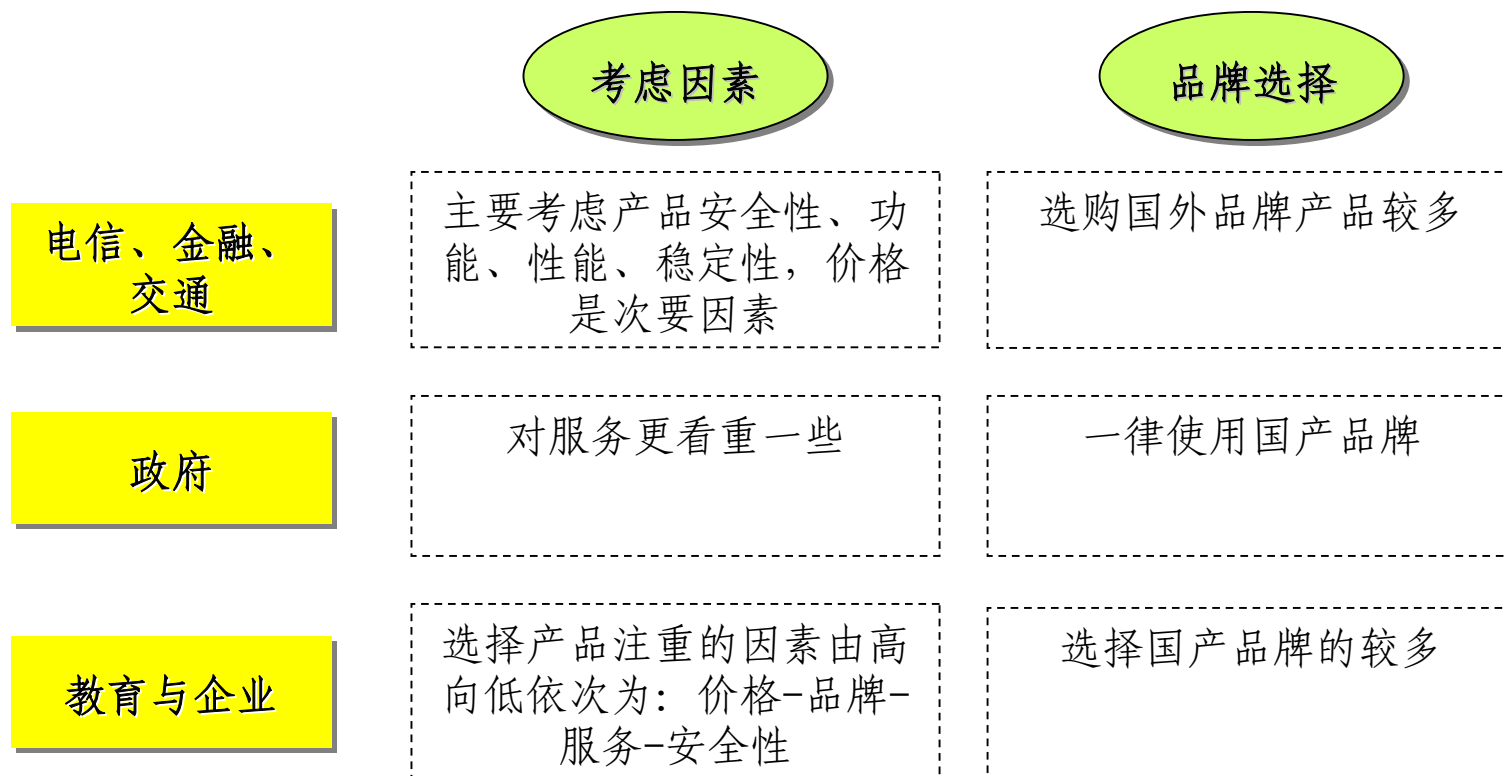 考虑因素
品牌选择
电信、金融、
交通
主要考虑产品安全性、功
能、性能、稳定性，价格
是次要因素
选购国外品牌产品较多
政府
对服务更看重一些
一律使用国产品牌
教育与企业
选择产品注重的因素由高
向低依次为：价格-品牌-
服务-安全性
选择国产品牌的较多